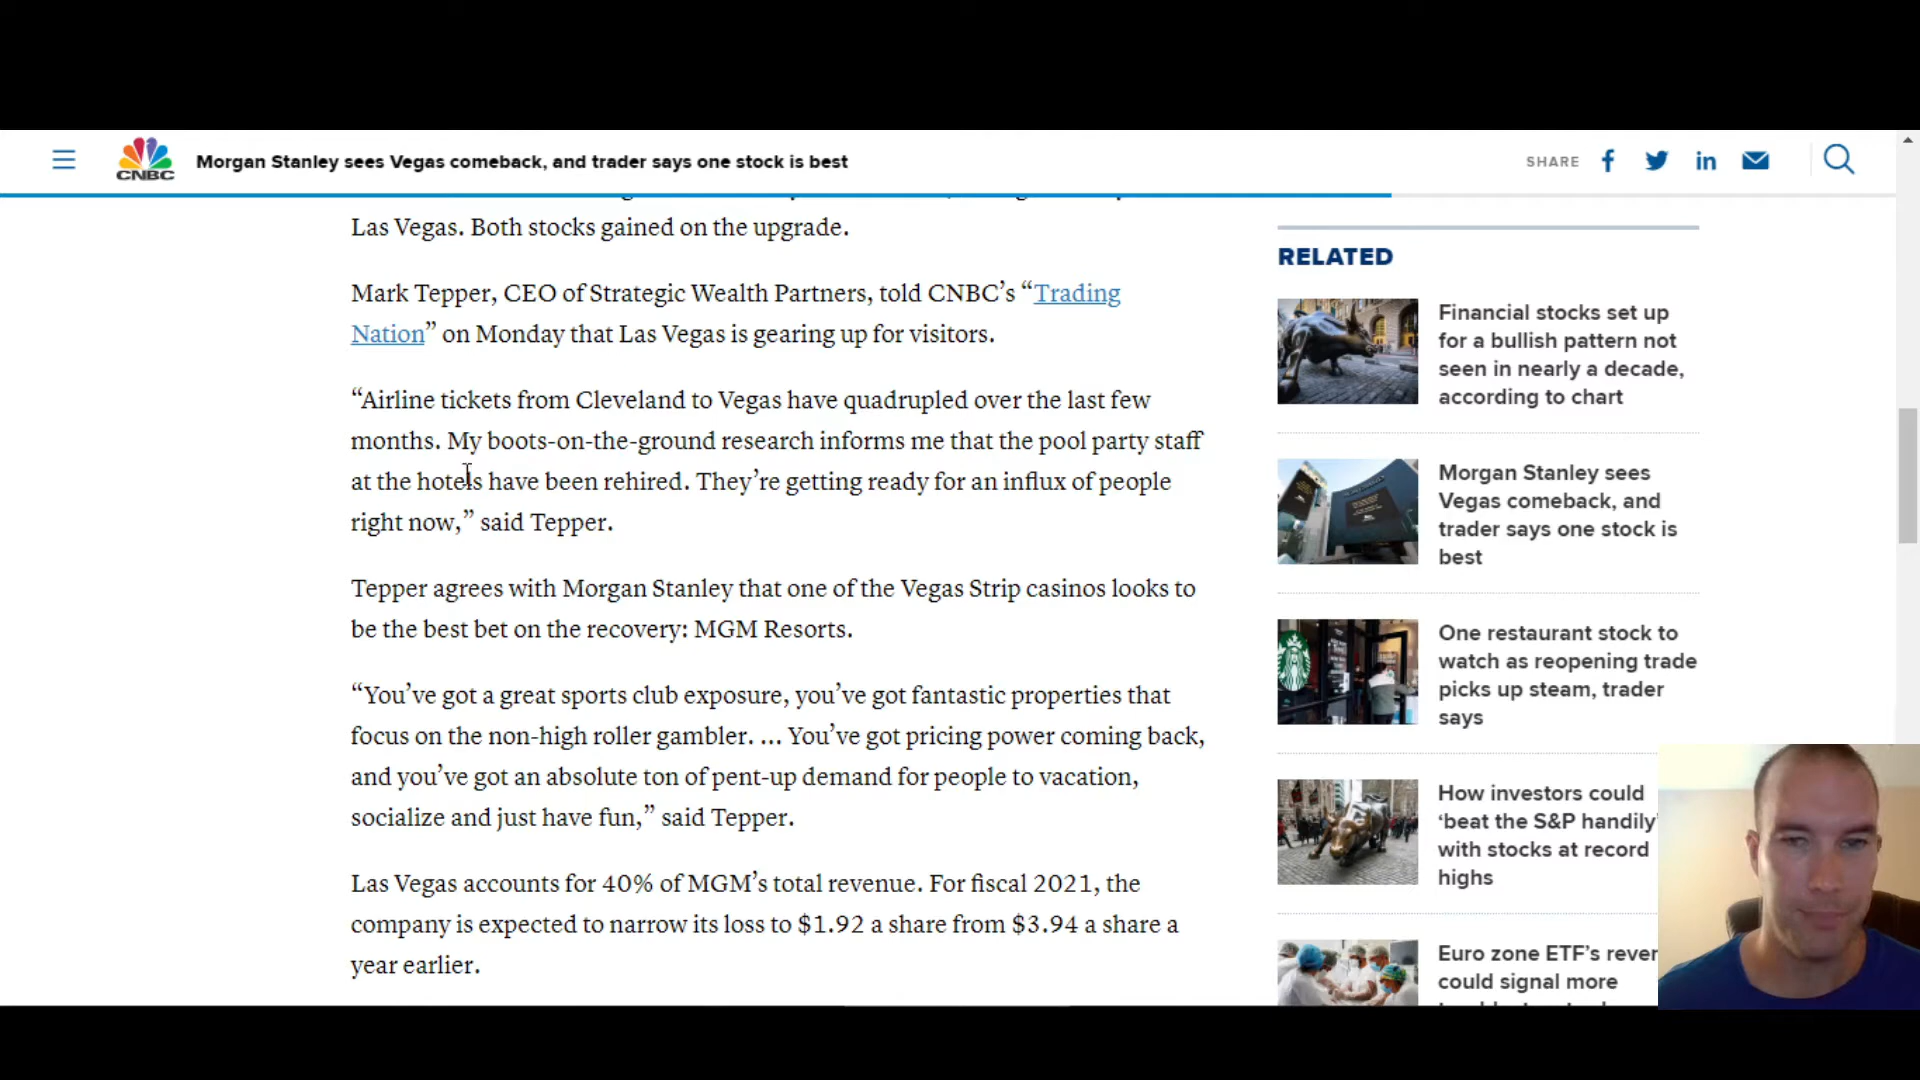 CNBC
Morgan Stanley sees Vegas comeback, and trader says one stock is best
SHARE
Las Vegas. Both stocks gained on the upgrade.
Mark Tepper, CEO of Strategic Wealth Partners, told CNBC’s “Trading
Nation” on Monday that Las Vegas is gearing up for visitors.
“Airline tickets from Cleveland to Vegas have quadrupled over the last few
months. My boots-on-the-ground research informs me that the pool party staff
at the hotels have been rehired. They’re getting ready for an influx of people
right now,” said Tepper.
Tepper agrees with Morgan Stanley that one of the Vegas Strip casinos looks to
be the best bet on the recovery: MGM Resorts.
“You’ve got a great sports club exposure, you’ve got fantastic properties that
focus on the non-high roller gambler. … You’ve got pricing power coming back,
and you’ve got an absolute ton of pent-up demand for people to vacation,
socialize and just have fun,” said Tepper.
Las Vegas accounts for 40% of MGM’s total revenue. For fiscal 2021, the
company is expected to narrow its loss to $1.92 a share from $3.94 a share a
year earlier.
RELATED
Financial stocks set up
for a bullish pattern not
seen in nearly a decade,
according to chart
Morgan Stanley sees
Vegas comeback, and
trader says one stock is
best
One restaurant stock to
watch as reopening trade
picks up steam, trader
says
How investors could
‘beat the S&P handily’
with stocks at record
highs
Euro zone ETF’s rever
could signal more